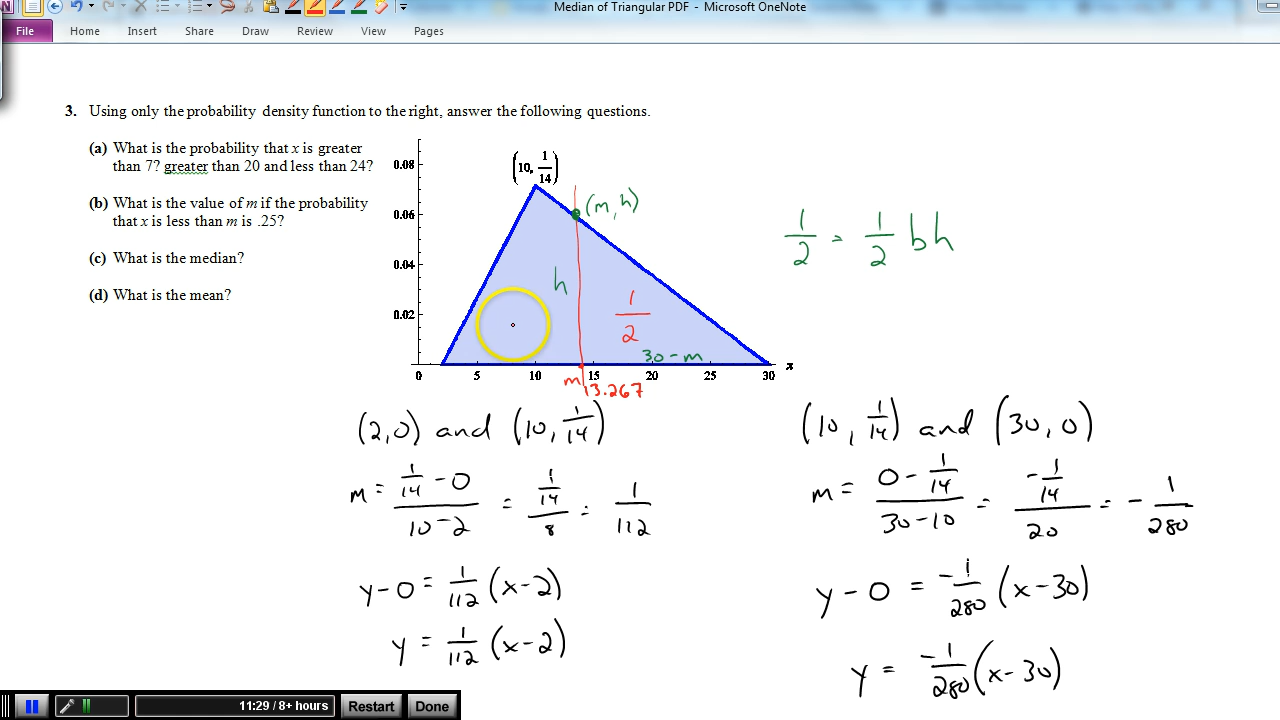 Median of Triangular PDF - Microsoft OneNote
File Home Insert Share Draw Review View Pages
3. Using only the probability density function to the right, answer the following questions.
(a) What is the probability that x is greater
than 7? greater than 20 and less than 24?
(b) What is the value of m if the probability
that x is less than m is .25?
(c) What is the median?
(d) What is the mean?
0.08
0.06
0.04
0.02
(10, 1/14)
(m, h)
h
1/2
30-m
0 5 10 15 20 25 30 x
m 13.267
1/2 = 1/2 bh
(2,0) and (10, 1/14)
m = (1/14 - 0)/(10-2) = (1/14)/8 = 1/112
y-0 = 1/112 (x-2)
y = 1/112 (x-2)
(10, 1/14) and (30, 0)
m = (0 - 1/14)/(30-10) = (-1/14)/20 = - 1/280
y - 0 = -1/280 (x-30)
y = -1/280 (x-30)
11:29 / 8+ hours Restart Done